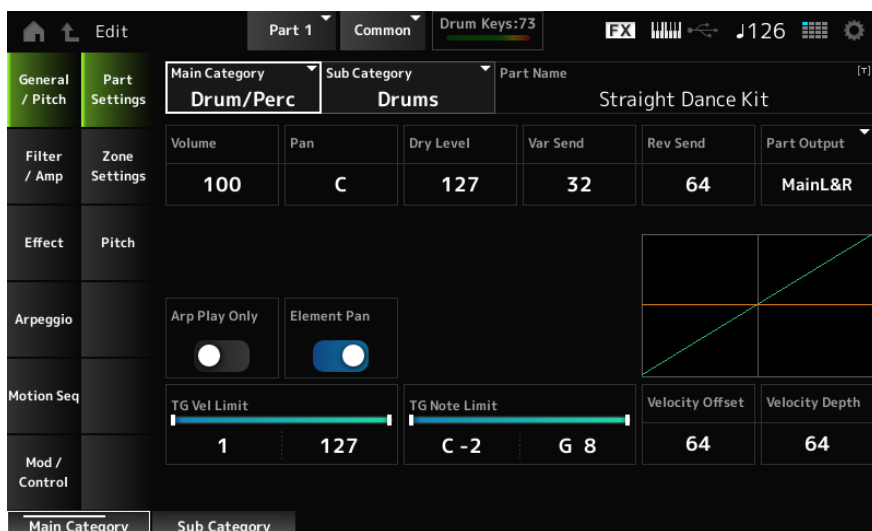 Edit
Part 1
Common
Drum Keys:73
FX
♩126
General
/ Pitch
Part
Settings
Main Category
Drum/Perc
Sub Category
Drums
Part Name
[T]
Straight Dance Kit
Filter
/ Amp
Zone
Settings
Volume
100
Pan
C
Dry Level
127
Var Send
32
Rev Send
64
Part Output
MainL&R
Effect
Pitch
Arpeggio
Arp Play Only
Element Pan
Motion Seq
TG Vel Limit
1
127
TG Note Limit
C -2
G 8
Velocity Offset
64
Velocity Depth
64
Mod /
Control
Main Category
Sub Category